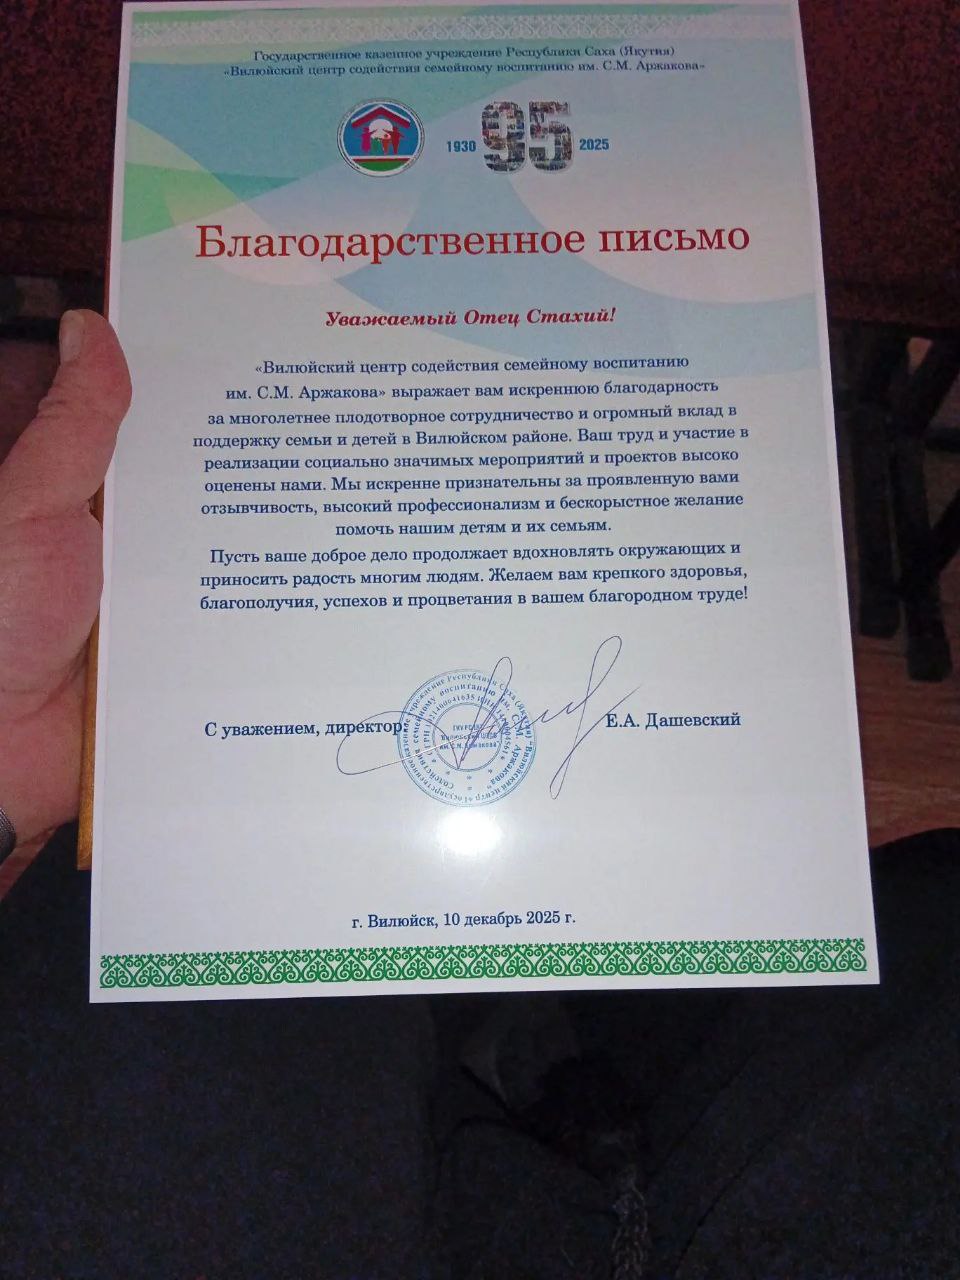 Государственное казенное учреждение Республики Саха (Якутия)
«Вилюйский центр содействия семейному воспитанию им. С.М. Аржакова»
1930 95 2025
Благодарственное письмо
Уважаемый Отец Стахий!
«Вилюйский центр содействия семейному воспитанию
им. С.М. Аржакова» выражает вам искреннюю благодарность
за многолетнее плодотворное сотрудничество и огромный вклад в
поддержку семьи и детей в Вилюйском районе. Ваш труд и участие в
реализации социально значимых мероприятий и проектов высоко
оценены нами. Мы искренне признательны за проявленную вами
отзывчивость, высокий профессионализм и бескорыстное желание
помочь нашим детям и их семьям.
Пусть ваше доброе дело продолжает вдохновлять окружающих и
приносить радость многим людям. Желаем вам крепкого здоровья,
благополучия, успехов и процветания в вашем благородном труде!
С уважением, директор: Е.А. Дашевский
г. Вилюйск, 10 декабрь 2025 г.